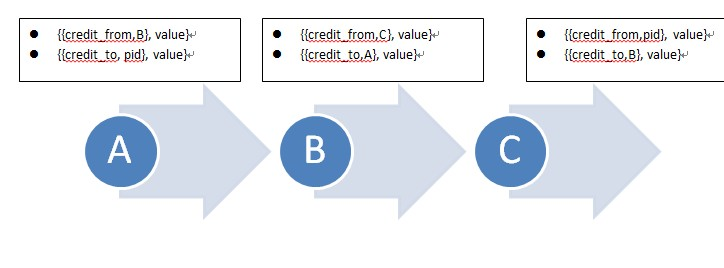 ● {{credit_from,B}, value}↵
● {{credit_to, pid}, value}↵
● {{credit_from,C}, value}↵
● {{credit_to,A}, value}↵
● {{credit_from,pid}, value}↵
● {{credit_to,B}, value}↵
A
B
C